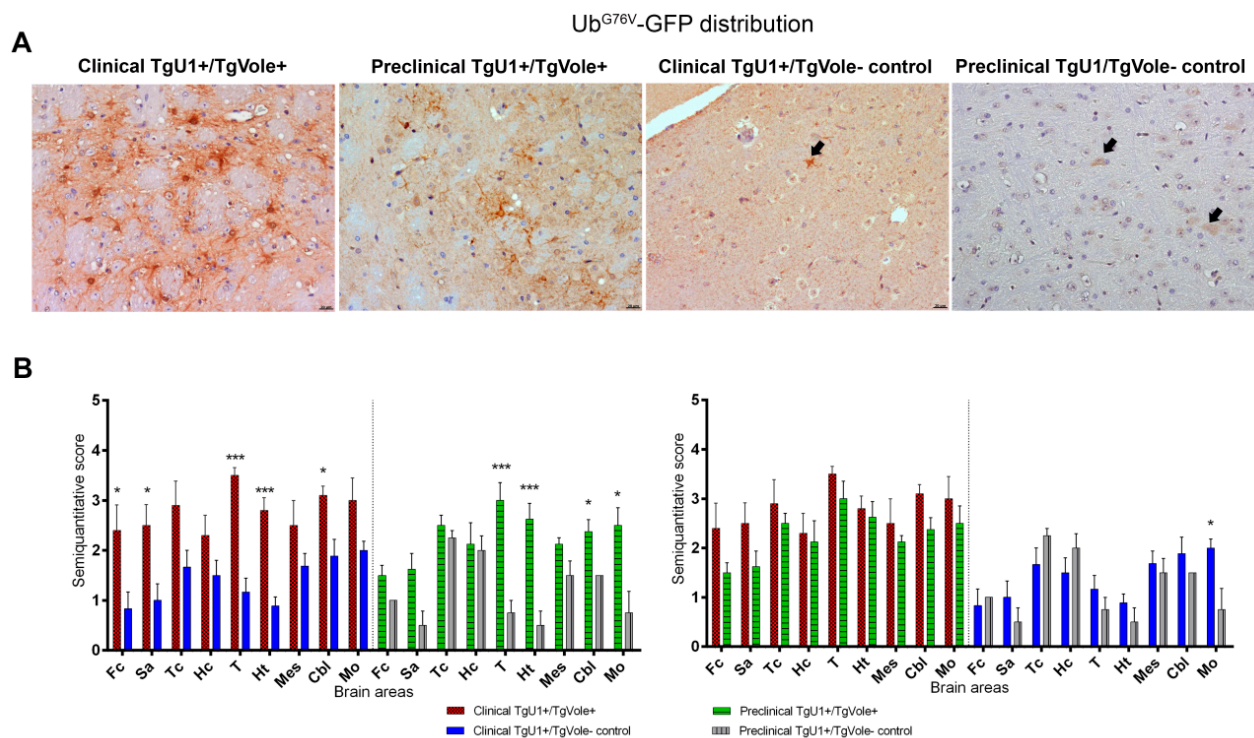 Ub^G76V-GFP distribution
A
Clinical TgU1+/TgVole+
Preclinical TgU1+/TgVole+
Clinical TgU1+/TgVole- control
Preclinical TgU1/TgVole- control
B
Semiquantitative score
5
4
3
2
1
0
* * *** *** * *** *** * *
Fc Sa Tc Hc T Ht Mes Cbl Mo Fc Sa Tc Hc T Ht Mes Cbl Mo
Brain areas
Semiquantitative score
5
4
3
2
1
0
*
Fc Sa Tc Hc T Ht Mes Cbl Mo Fc Sa Tc Hc T Ht Mes Cbl Mo
Brain areas
Clinical TgU1+/TgVole+
Clinical TgU1+/TgVole- control
Preclinical TgU1+/TgVole+
Preclinical TgU1+/TgVole- control